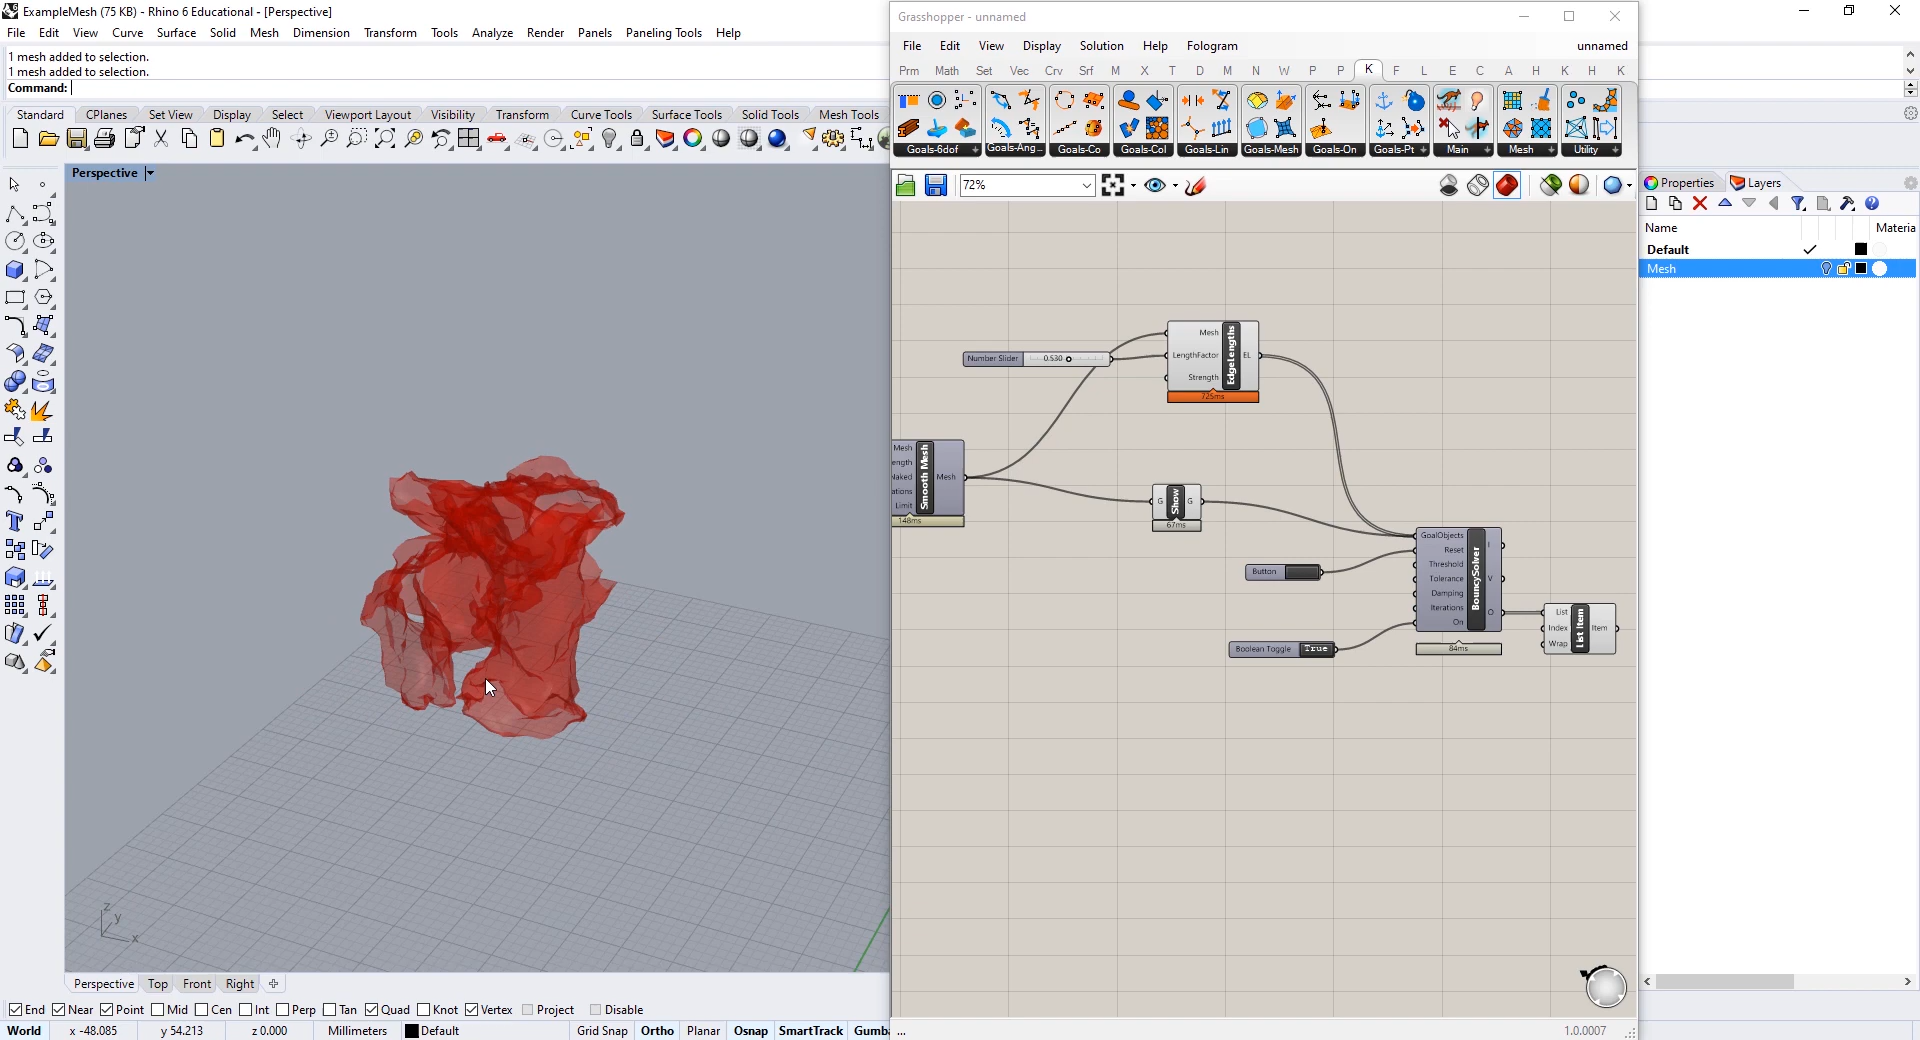 ExampleMesh (75 KB) - Rhino 6 Educational - [Perspective]
File Edit View Curve Surface Solid Mesh Dimension Transform Tools Analyze Render Panels Paneling Tools Help
1 mesh added to selection.
1 mesh added to selection.
Command:
Standard CPlanes Set View Display Select Viewport Layout Visibility Transform Curve Tools Surface Tools Solid Tools Mesh Tools
Perspective
z
y
x
Perspective Top Front Right
End Near Point Mid Cen Int Perp Tan Quad Knot Vertex Project Disable
World x -48.085 y 54.213 z 0.000 Millimeters Default Grid Snap Ortho Planar Osnap SmartTrack Gumba
Grasshopper - unnamed
File Edit View Display Solution Help Fologram unnamed
Prm Math Set Vec Crv Srf M X T D M N W P P K F L E C A H K H K
Goals-6dof Goals-Ang... Goals-Co Goals-Col Goals-Lin Goals-Mesh Goals-On Goals-Pt Main Mesh Utility
72%
Number Slider 0.530
Mesh
LengthFactor
Strength
EdgeLengths
EL
725ms
Mesh
ength
Naked
ations
Limit
Smooth Mesh
Mesh
148ms
G Show G
67ms
Button
Boolean Toggle True
GoalObjects
Reset
Threshold
Tolerance
Damping
Iterations
On
BouncySolver
I
V
O
84ms
List
Index
Wrap
List Item
Item
... 1.0.0007
Properties Layers
Name Materia
Default
Mesh